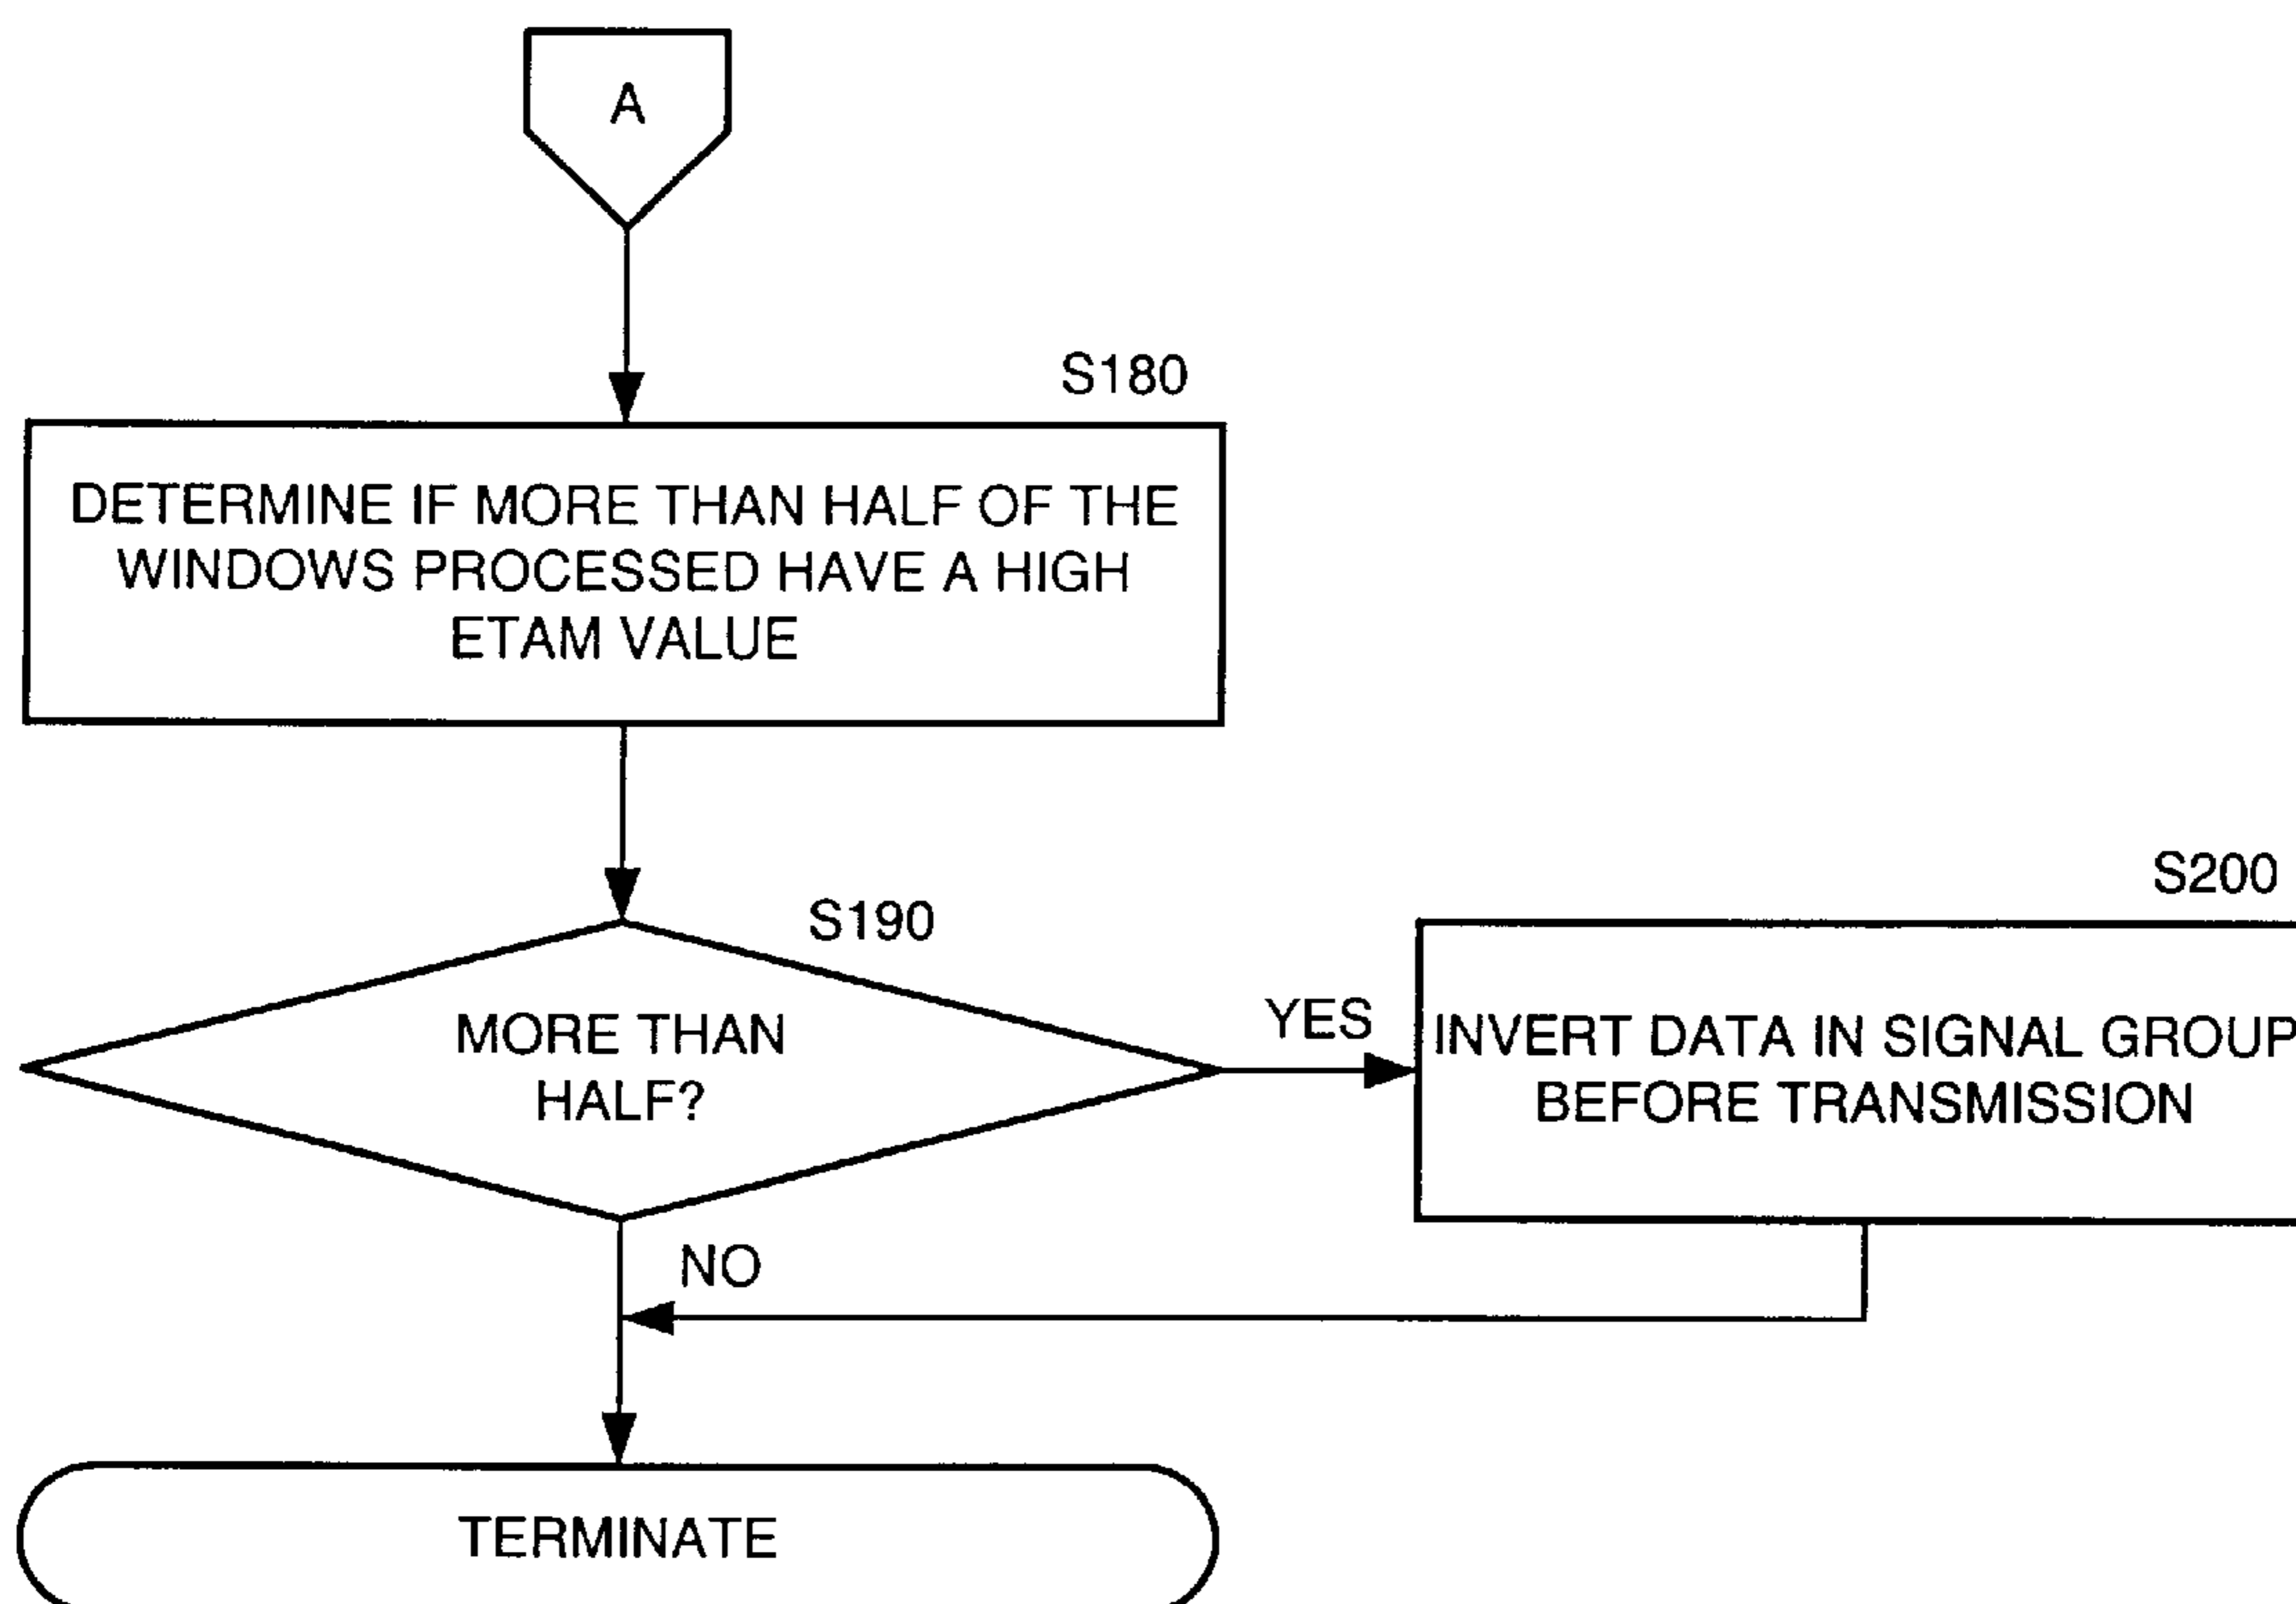 A
S180
DETERMINE IF MORE THAN HALF OF THE
WINDOWS PROCESSED HAVE A HIGH
ETAM VALUE
S190
MORE THAN
HALF?
YES
S200
INVERT DATA IN SIGNAL GROUP
BEFORE TRANSMISSION
NO
TERMINATE